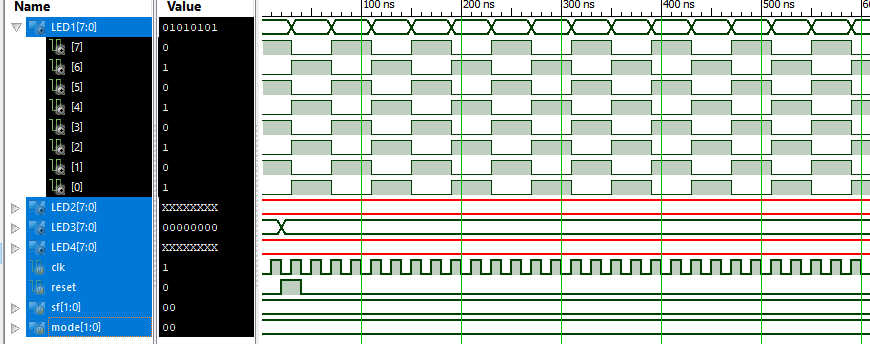 Name Value 100 ns 200 ns 300 ns 400 ns 500 ns
LED1[7:0] 01010101
[7] 0
[6] 1
[5] 0
[4] 1
[3] 0
[2] 1
[1] 0
[0] 1
LED2[7:0] XXXXXXXX
LED3[7:0] 00000000
LED4[7:0] XXXXXXXX
clk 1
reset 0
sf[1:0] 00
mode[1:0] 00